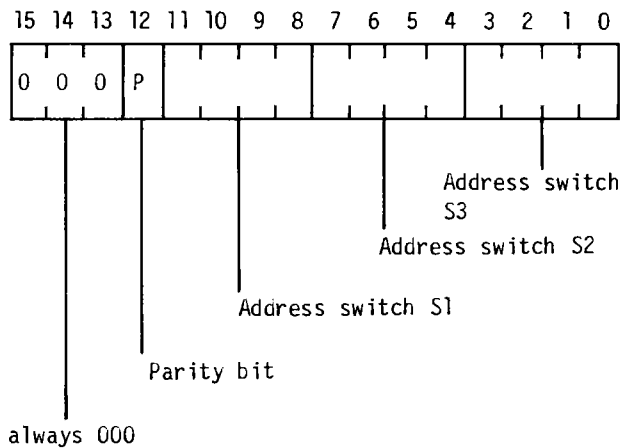 15 14 13 12 11 10 9 8 7 6 5 4 3 2 1 0
0 0 0 P
Address switch
S3
Address switch S2
Address switch S1
Parity bit
always 000